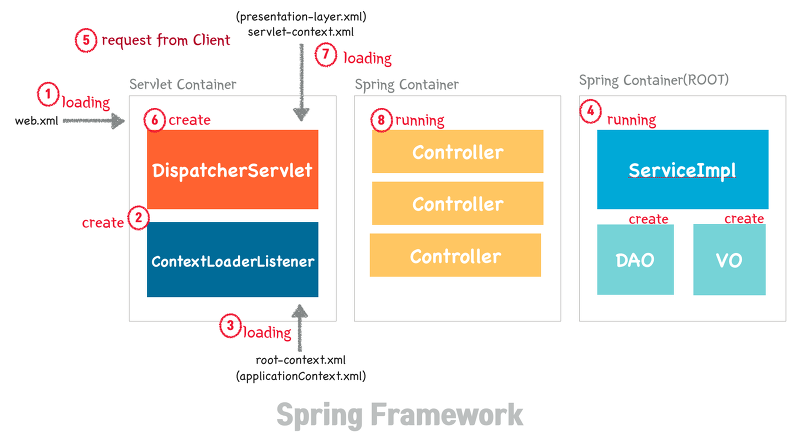 (presentation-layer.xml)
servlet-context.xml
5 request from Client
7 loading
Servlet Container
Spring Container
Spring Container(ROOT)
1 loading
web.xml
6 create
8 running
4 running
DispatcherServlet
Controller
ServiceImpl
Controller
create 2
create
create
ContextLoaderListener
Controller
DAO
VO
3 loading
root-context.xml
(applicationContext.xml)
Spring Framework